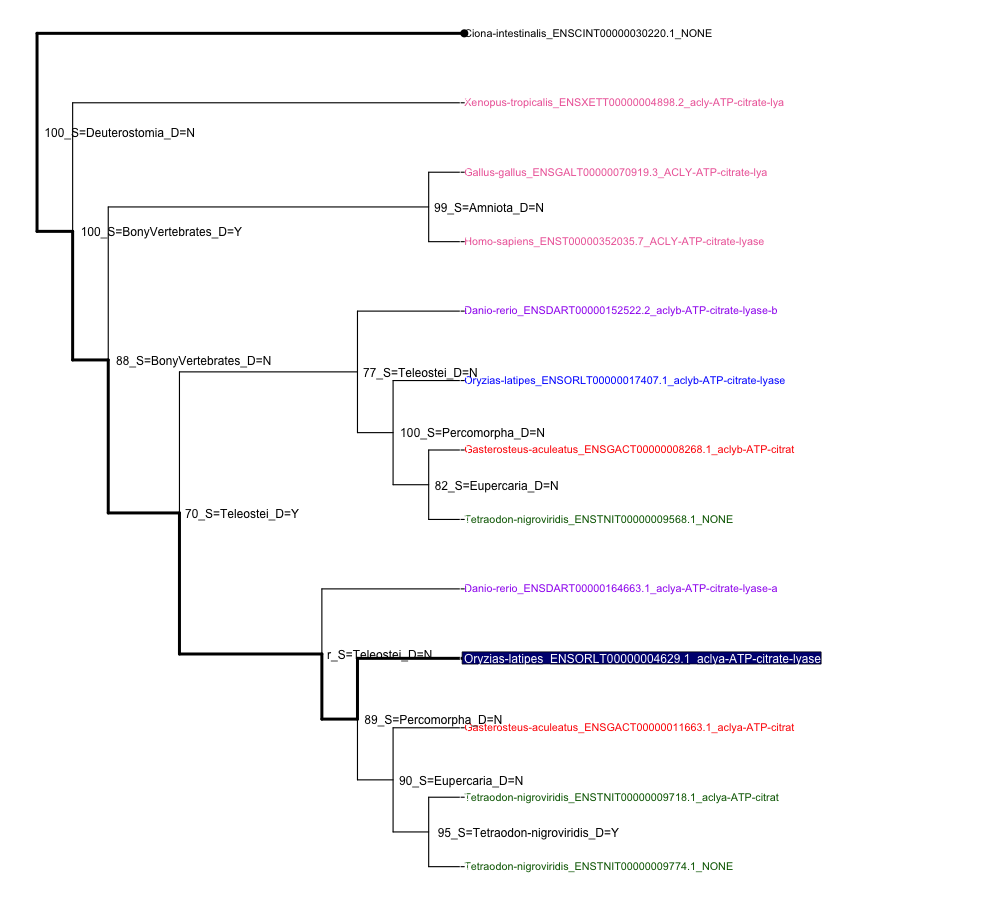 Ciona-intestinalis_ENSCINT00000030220.1_NONE
Xenopus-tropicalis_ENSXETT00000004898.2_acly-ATP-citrate-lya
100_S=Deuterostomia_D=N
Gallus-gallus_ENSGALT00000070919.3_ACLY-ATP-citrate-lya
99_S=Amniota_D=N
100_S=BonyVertebrates_D=Y
Homo-sapiens_ENST00000352035.7_ACLY-ATP-citrate-lyase
Danio-rerio_ENSDART00000152522.2_aclyb-ATP-citrate-lyase-b
88_S=BonyVertebrates_D=N
77_S=Teleostei_D=N
Oryzias-latipes_ENSORLT00000017407.1_aclyb-ATP-citrate-lyase
100_S=Percomorpha_D=N
Gasterosteus-aculeatus_ENSGACT00000008268.1_aclyb-ATP-citrat
82_S=Eupercaria_D=N
70_S=Teleostei_D=Y
Tetraodon-nigroviridis_ENSTNIT00000009568.1_NONE
Danio-rerio_ENSDART00000164663.1_aclya-ATP-citrate-lyase-a
r_S=Teleostei_D=N
Oryzias-latipes_ENSORLT00000004629.1_aclya-ATP-citrate-lyase
89_S=Percomorpha_D=N
Gasterosteus-aculeatus_ENSGACT00000011663.1_aclya-ATP-citrat
90_S=Eupercaria_D=N
Tetraodon-nigroviridis_ENSTNIT00000009718.1_aclya-ATP-citrat
95_S=Tetraodon-nigroviridis_D=Y
Tetraodon-nigroviridis_ENSTNIT00000009774.1_NONE